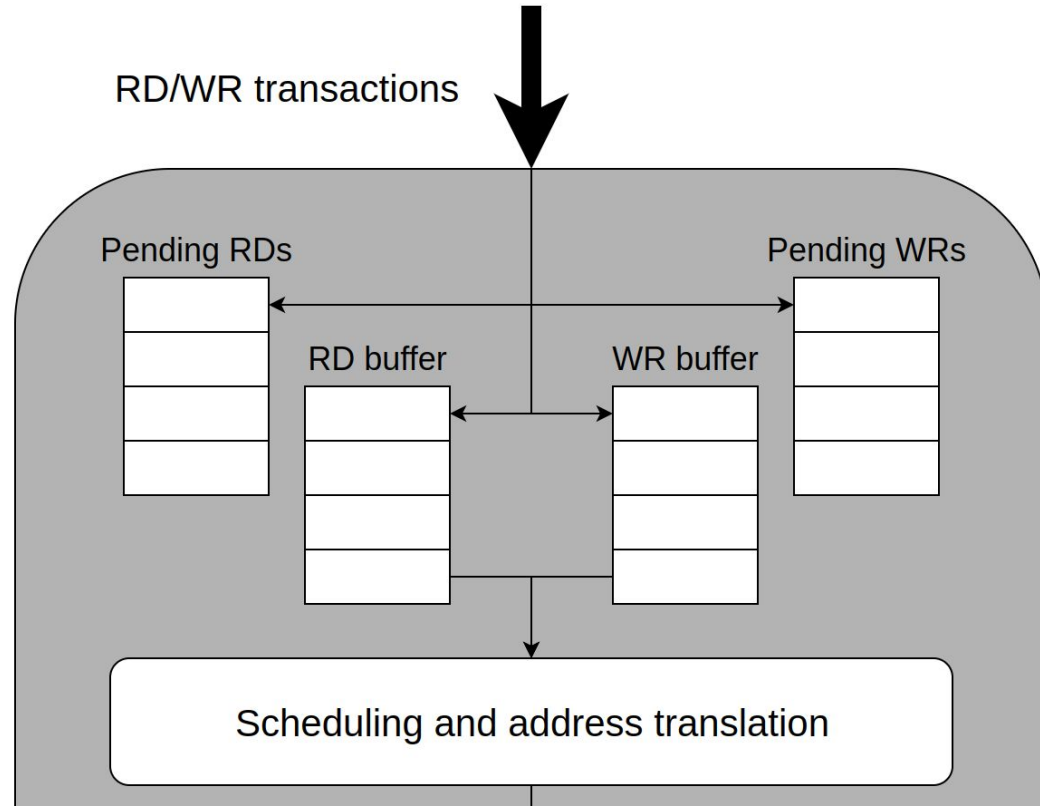 RD/WR transactions
Pending RDs
Pending WRs
RD buffer
WR buffer
Scheduling and address translation